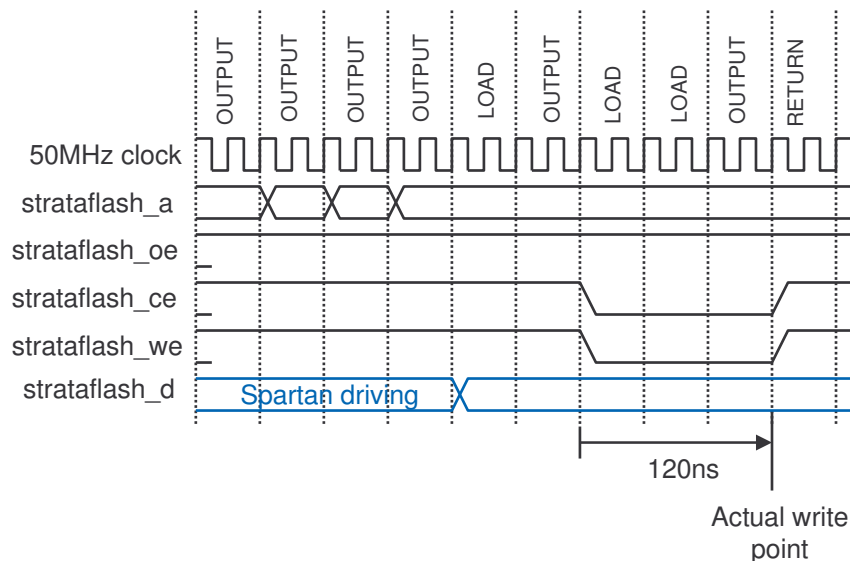 OUTPUT
OUTPUT
OUTPUT
OUTPUT
LOAD
OUTPUT
LOAD
LOAD
OUTPUT
RETURN
50MHz clock
strataflash_a
strataflash_oe
strataflash_ce
strataflash_we
strataflash_d
Spartan driving
120ns
Actual write
point